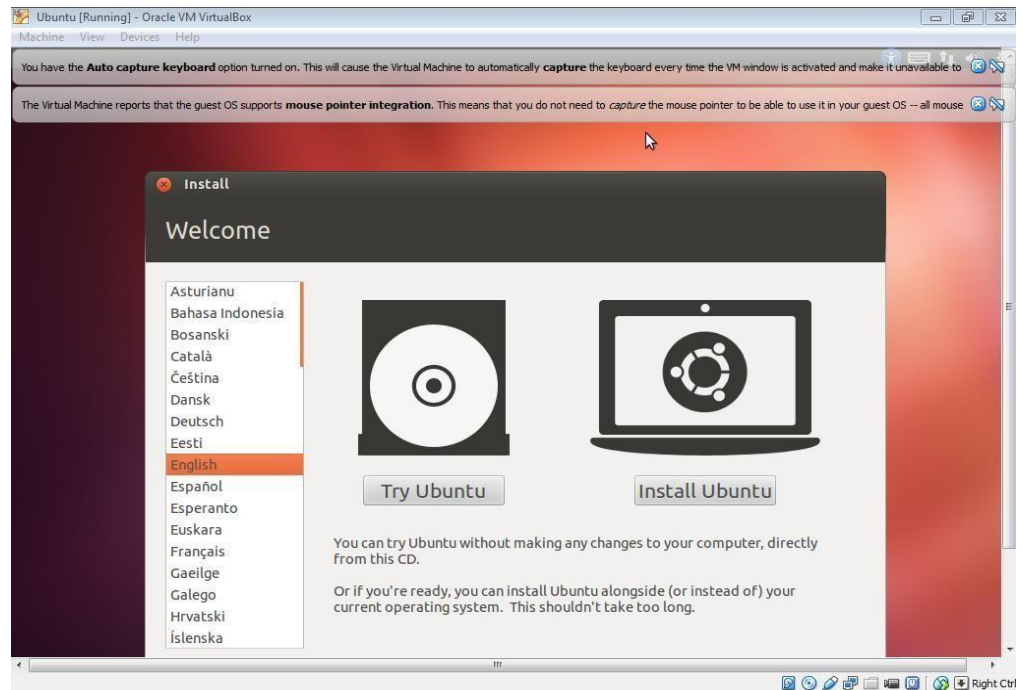 Ubuntu [Running] - Oracle VM VirtualBox
Machine View Devices Help
You have the Auto capture keyboard option turned on. This will cause the Virtual Machine to automatically capture the keyboard every time the VM window is activated and make it unavailable to
The Virtual Machine reports that the guest OS supports mouse pointer integration. This means that you do not need to capture the mouse pointer to be able to use it in your guest OS -- all mouse
Install
Welcome
Asturianu
Bahasa Indonesia
Bosanski
Català
Čeština
Dansk
Deutsch
Eesti
English
Español
Esperanto
Euskara
Français
Gaeilge
Galego
Hrvatski
Íslenska
Try Ubuntu
Install Ubuntu
You can try Ubuntu without making any changes to your computer, directly
from this CD.
Or if you're ready, you can install Ubuntu alongside (or instead of) your
current operating system. This shouldn't take too long.
Right Ctrl